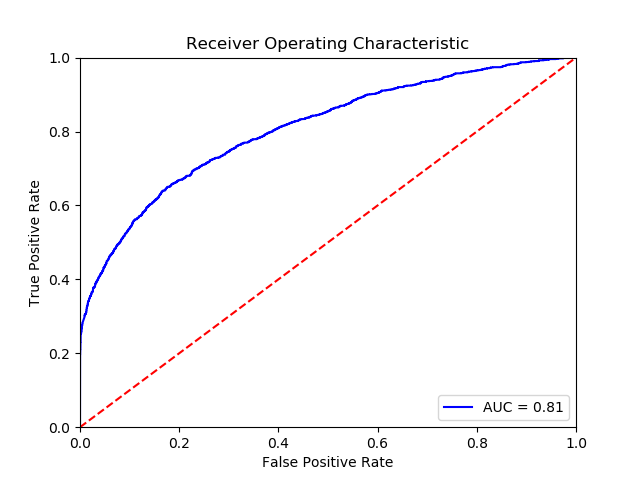 Receiver Operating Characteristic
1.0
0.8
0.6
0.4
0.2
0.0
True Positive Rate
AUC = 0.81
0.0 0.2 0.4 0.6 0.8 1.0
False Positive Rate